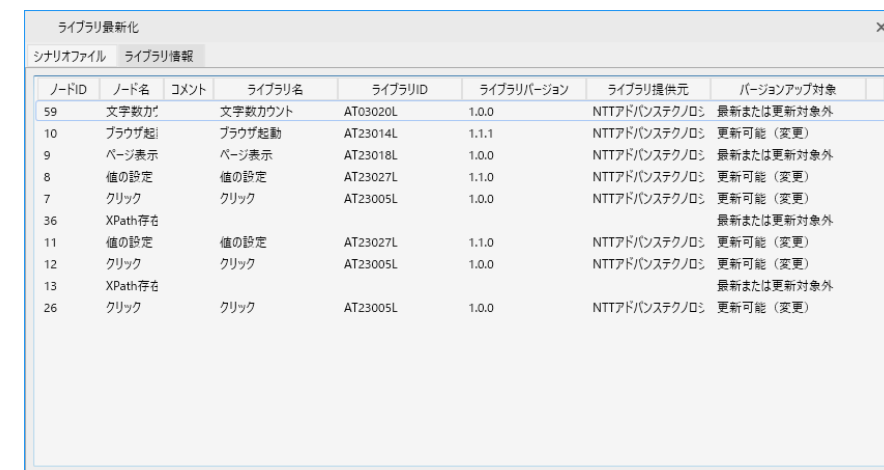 ライブラリ最新化
シナリオファイル ライブラリ情報
ノードID ノード名 コメント ライブラリ名 ライブラリID ライブラリバージョン ライブラリ提供元 バージョンアップ対象
59 文字数カウ 文字数カウント AT03020L 1.0.0 NTTアドバンステクノロシ 最新または更新対象外
10 ブラウザ起 ブラウザ起動 AT23014L 1.1.1 NTTアドバンステクノロシ 更新可能（変更）
9 ページ表示 ページ表示 AT23018L 1.0.0 NTTアドバンステクノロシ 最新または更新対象外
8 値の設定 値の設定 AT23027L 1.1.0 NTTアドバンステクノロシ 更新可能（変更）
7 クリック クリック AT23005L 1.0.0 NTTアドバンステクノロシ 更新可能（変更）
36 XPath存在 最新または更新対象外
11 値の設定 値の設定 AT23027L 1.1.0 NTTアドバンステクノロシ 更新可能（変更）
12 クリック クリック AT23005L 1.0.0 NTTアドバンステクノロシ 更新可能（変更）
13 XPath存在 最新または更新対象外
26 クリック クリック AT23005L 1.0.0 NTTアドバンステクノロシ 更新可能（変更）